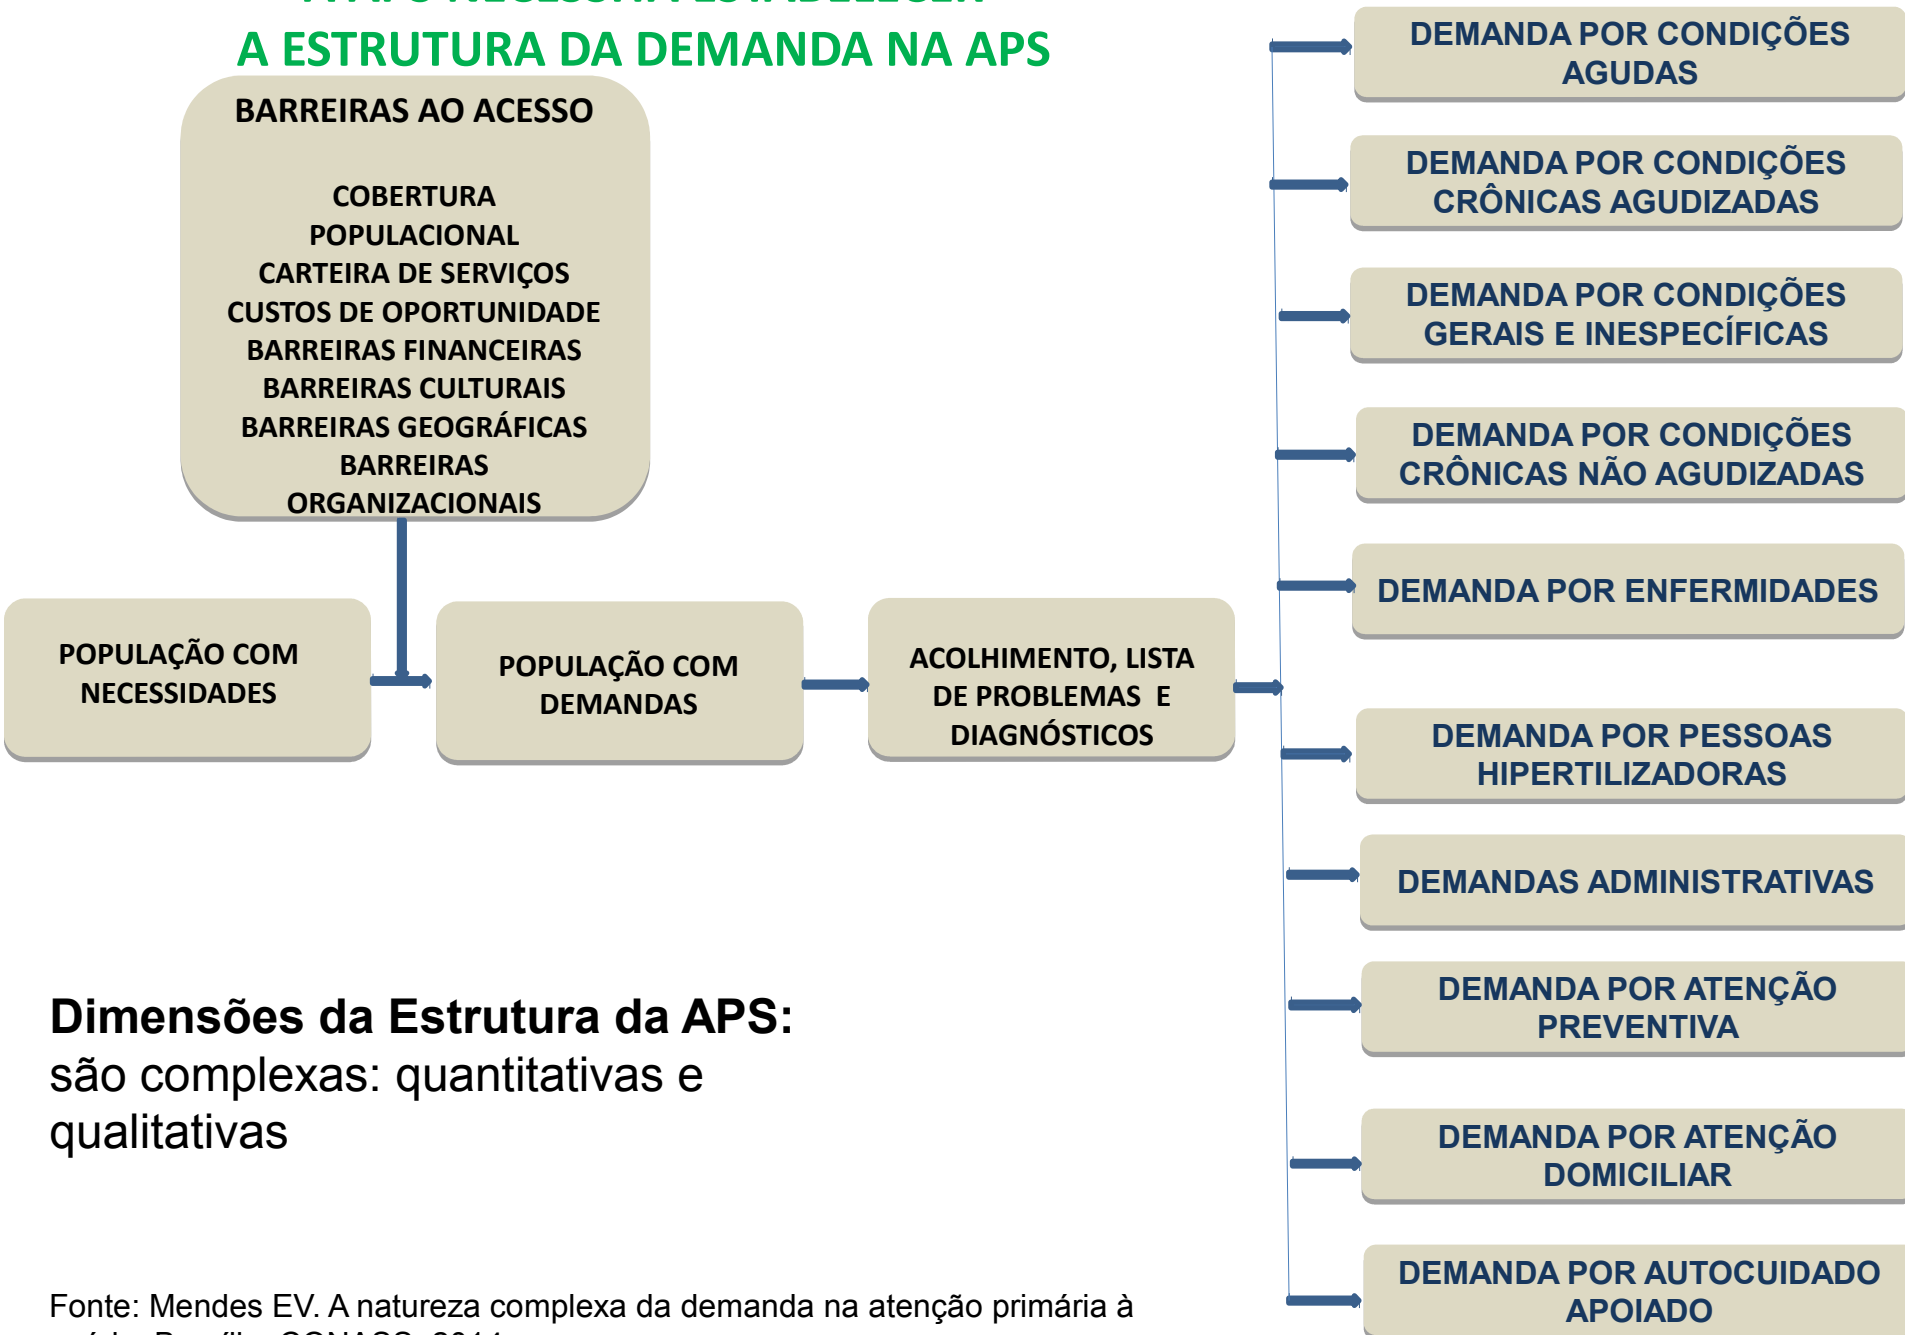 A ESTRUTURA DA DEMANDA NA APS
BARREIRAS AO ACESSO
COBERTURA
POPULACIONAL
CARTEIRA DE SERVIÇOS
CUSTOS DE OPORTUNIDADE
BARREIRAS FINANCEIRAS
BARREIRAS CULTURAIS
BARREIRAS GEOGRÁFICAS
BARREIRAS
ORGANIZACIONAIS
POPULAÇÃO COM
NECESSIDADES
POPULAÇÃO COM
DEMANDAS
ACOLHIMENTO, LISTA
DE PROBLEMAS E
DIAGNÓSTICOS
DEMANDA POR CONDIÇÕES
AGUDAS
DEMANDA POR CONDIÇÕES
CRÔNICAS AGUDIZADAS
DEMANDA POR CONDIÇÕES
GERAIS E INESPECÍFICAS
DEMANDA POR CONDIÇÕES
CRÔNICAS NÃO AGUDIZADAS
DEMANDA POR ENFERMIDADES
DEMANDA POR PESSOAS
HIPERTILIZADORAS
DEMANDAS ADMINISTRATIVAS
DEMANDA POR ATENÇÃO
PREVENTIVA
DEMANDA POR ATENÇÃO
DOMICILIAR
DEMANDA POR AUTOCUIDADO
APOIADO
Dimensões da Estrutura da APS:
são complexas: quantitativas e
qualitativas
Fonte: Mendes EV. A natureza complexa da demanda na atenção primária à